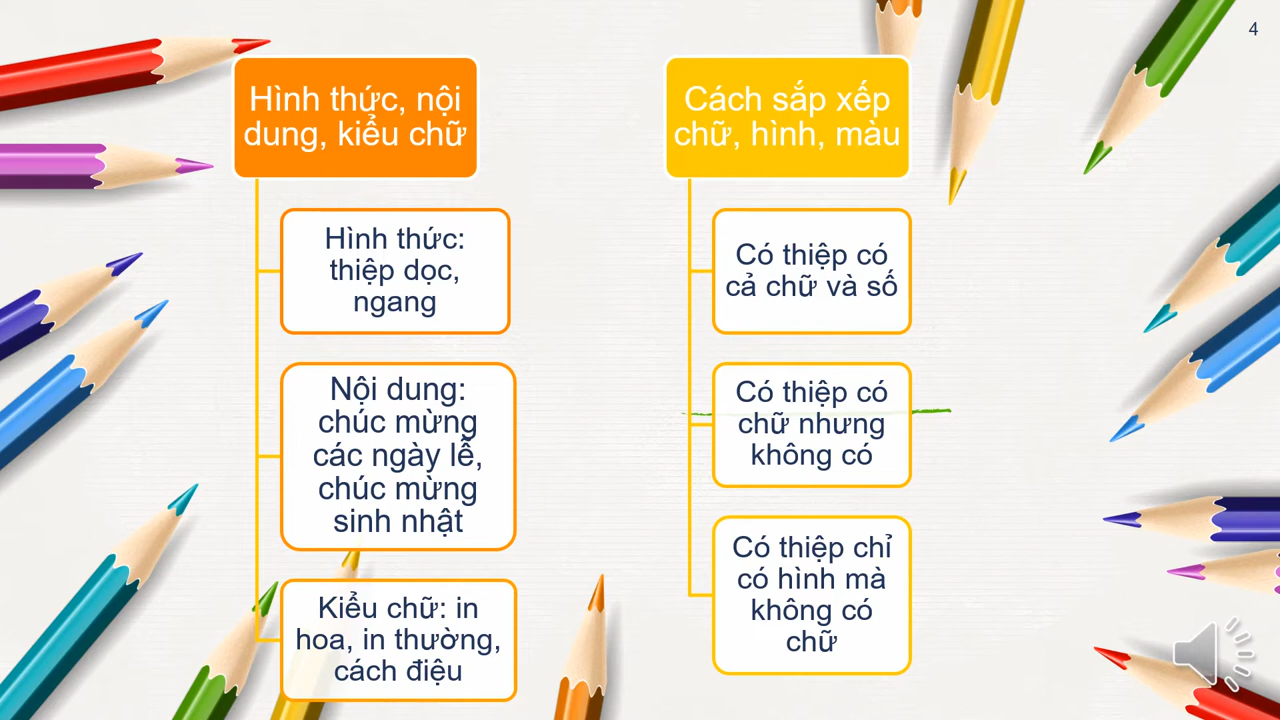 4
Hình thức, nội
dung, kiểu chữ
Hình thức:
thiệp dọc,
ngang
Nội dung:
chúc mừng
các ngày lễ,
chúc mừng
sinh nhật
Kiểu chữ: in
hoa, in thường,
cách điệu
Cách sắp xếp
chữ, hình, màu
Có thiệp có
cả chữ và số
Có thiệp có
chữ nhưng
không có
Có thiệp chỉ
có hình mà
không có
chữ